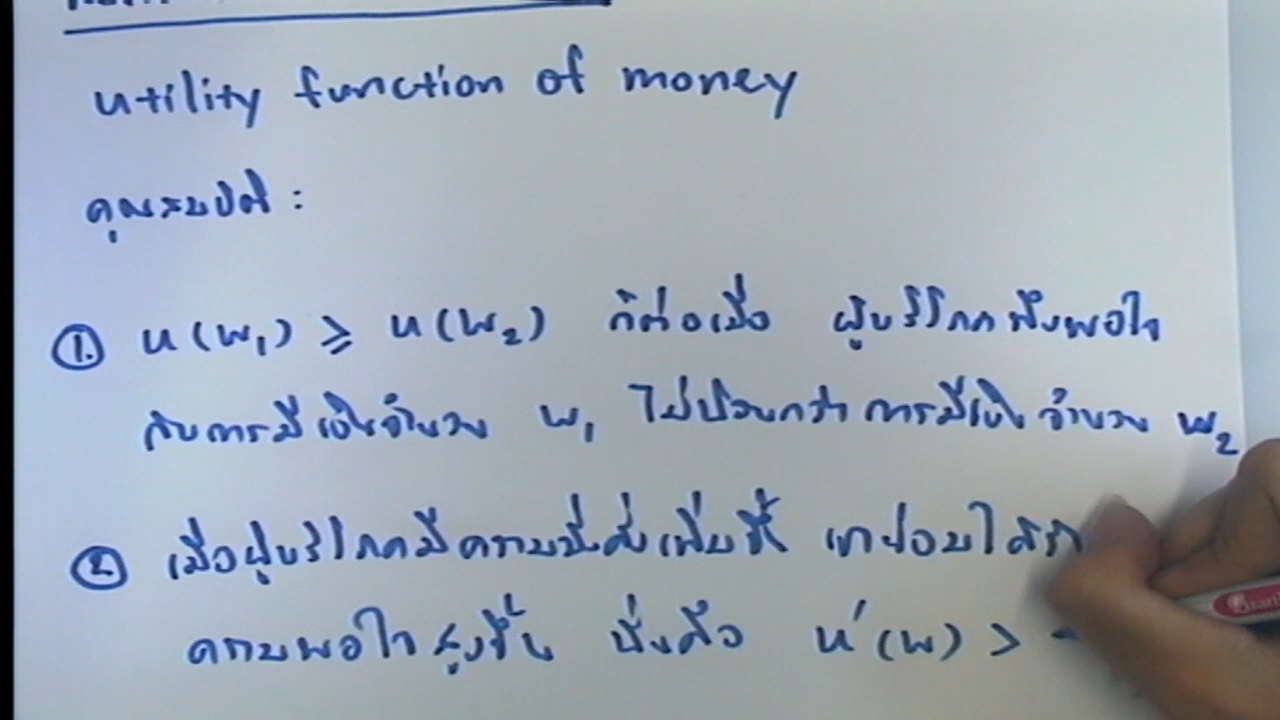 utility function of money
คุณสมบัติ :
① u(w₁) ≥ u(w₂) ก็ต่อเมื่อ ผู้บริโภคพึงพอใจ
กับการมีเงินจำนวน w₁ ไม่น้อยกว่า การมีเงินจำนวน w₂
② เมื่อผู้บริโภคมีความมั่งคั่งเพิ่มขึ้น เขาย่อมได้รับ
ความพอใจสูงขึ้น นั่นคือ u′(w) >